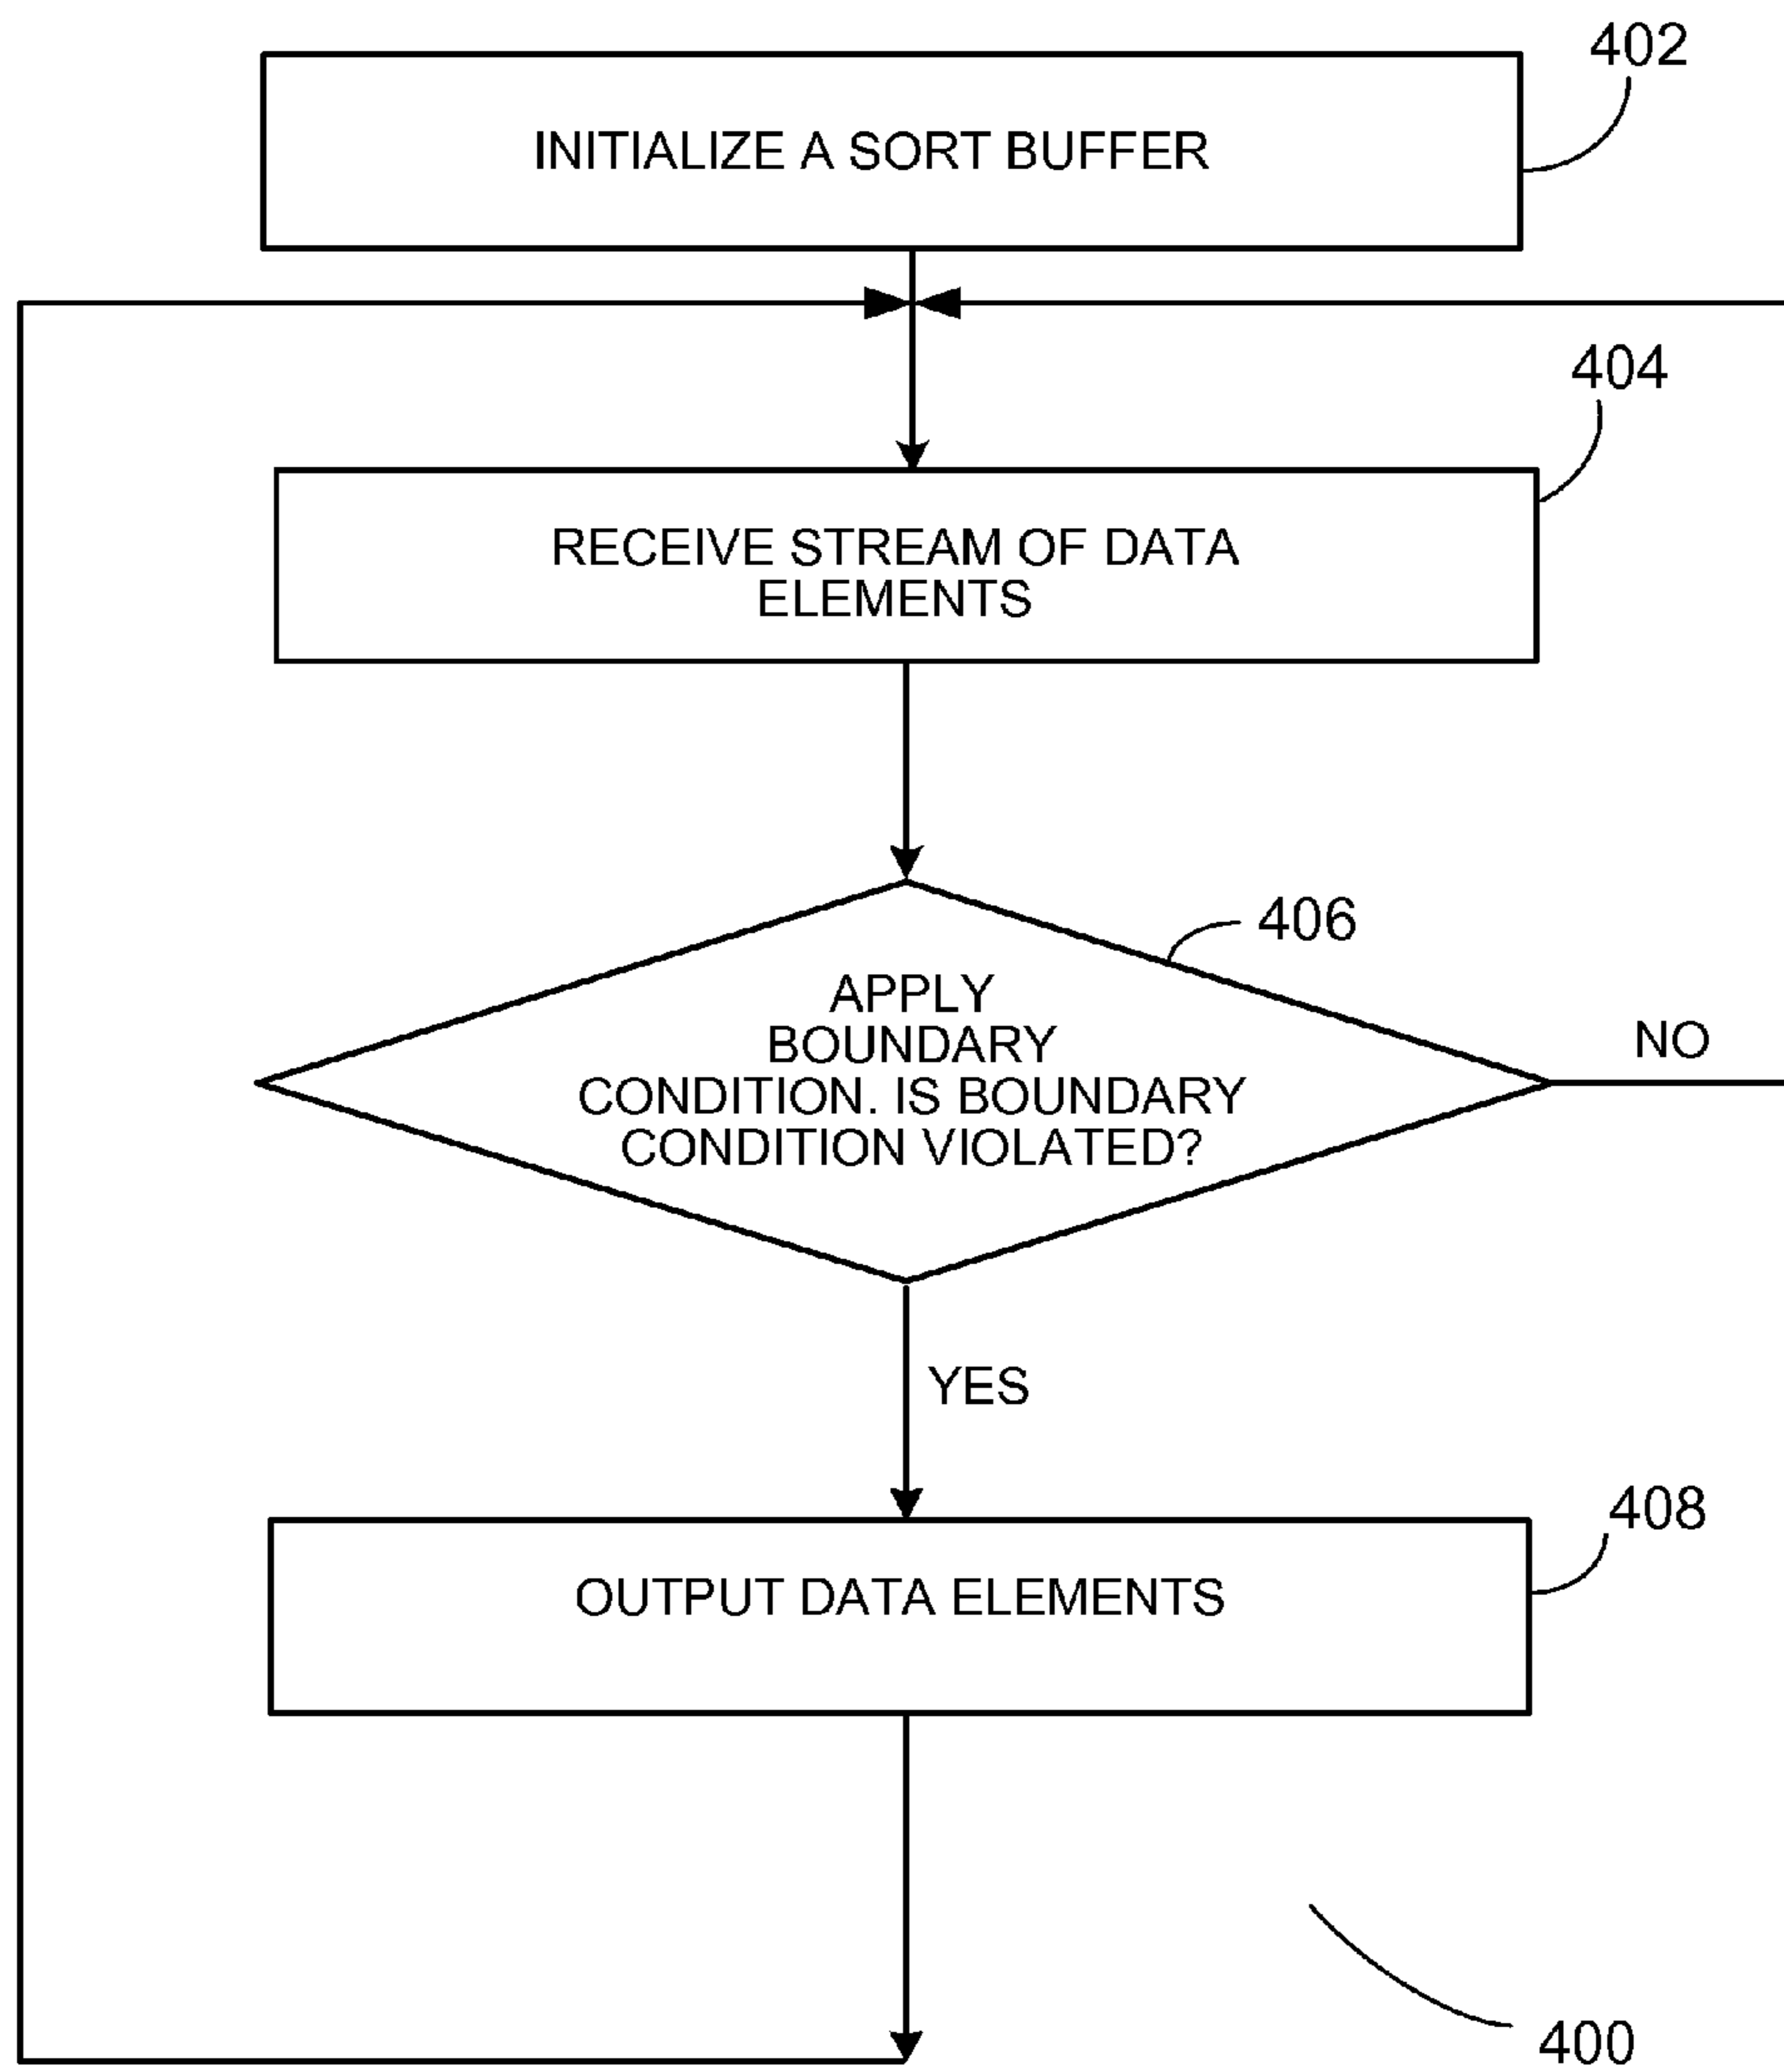 402
INITIALIZE A SORT BUFFER
404
RECEIVE STREAM OF DATA
ELEMENTS
406
APPLY
BOUNDARY
CONDITION. IS BOUNDARY
CONDITION VIOLATED?
NO
YES
408
OUTPUT DATA ELEMENTS
400